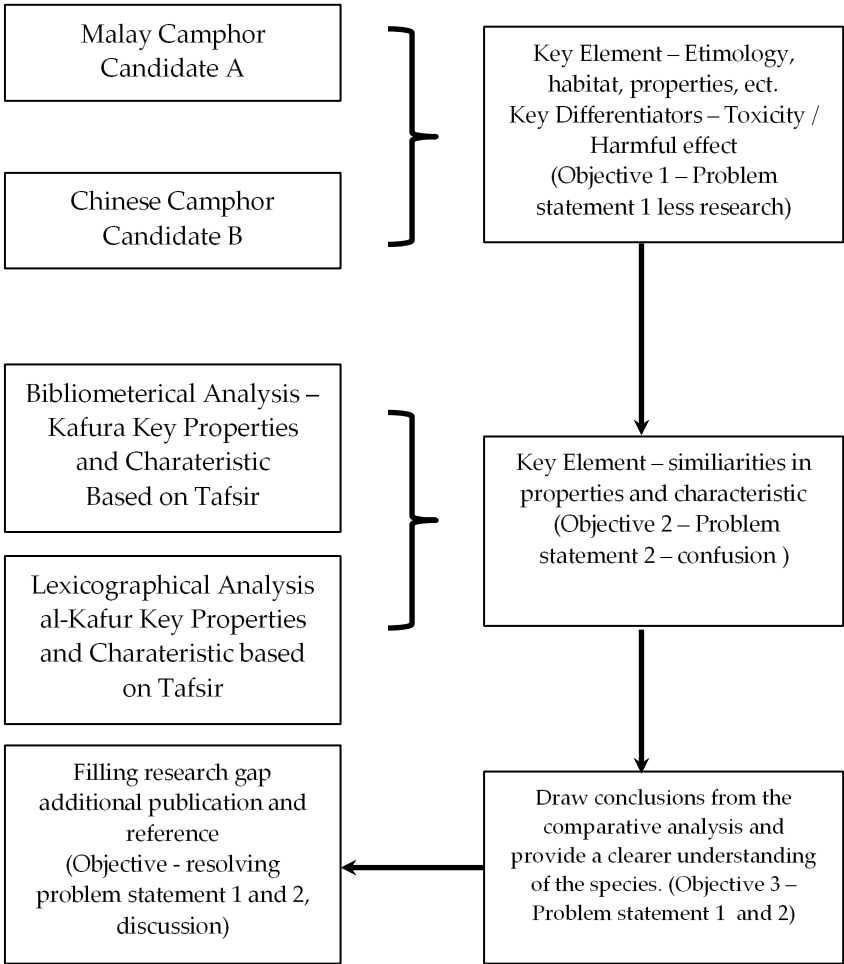 Malay Camphor
Candidate A
Chinese Camphor
Candidate B
Key Element – Etimology,
habitat, properties, ect.
Key Differentiators – Toxicity /
Harmful effect
(Objective 1 – Problem
statement 1 less research)
Bibliometerical Analysis –
Kafura Key Properties
and Charateristic
Based on Tafsir
Lexicographical Analysis
al-Kafur Key Properties
and Charateristic based
on Tafsir
Key Element – similiarities in
properties and characteristic
(Objective 2 – Problem
statement 2 – confusion )
Draw conclusions from the
comparative analysis and
provide a clearer understanding
of the species. (Objective 3 –
Problem statement 1  and 2)
Filling research gap
additional publication and
reference
(Objective - resolving
problem statement 1 and 2,
discussion)